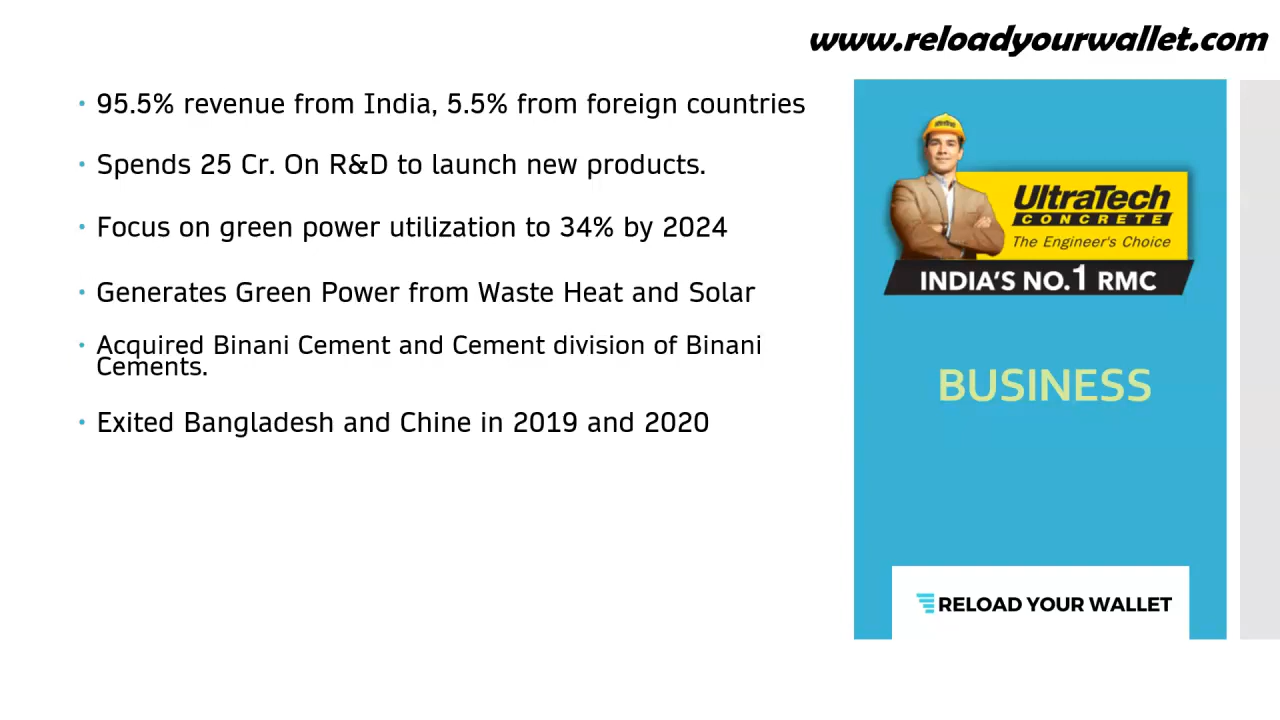 www.reloadyourwallet.com
• 95.5% revenue from India, 5.5% from foreign countries
• Spends 25 Cr. On R&D to launch new products.
• Focus on green power utilization to 34% by 2024
• Generates Green Power from Waste Heat and Solar
• Acquired Binani Cement and Cement division of Binani
Cements.
• Exited Bangladesh and Chine in 2019 and 2020
UltraTech
CONCRETE
The Engineer's Choice
INDIA'S NO.1 RMC
BUSINESS
RELOAD YOUR WALLET